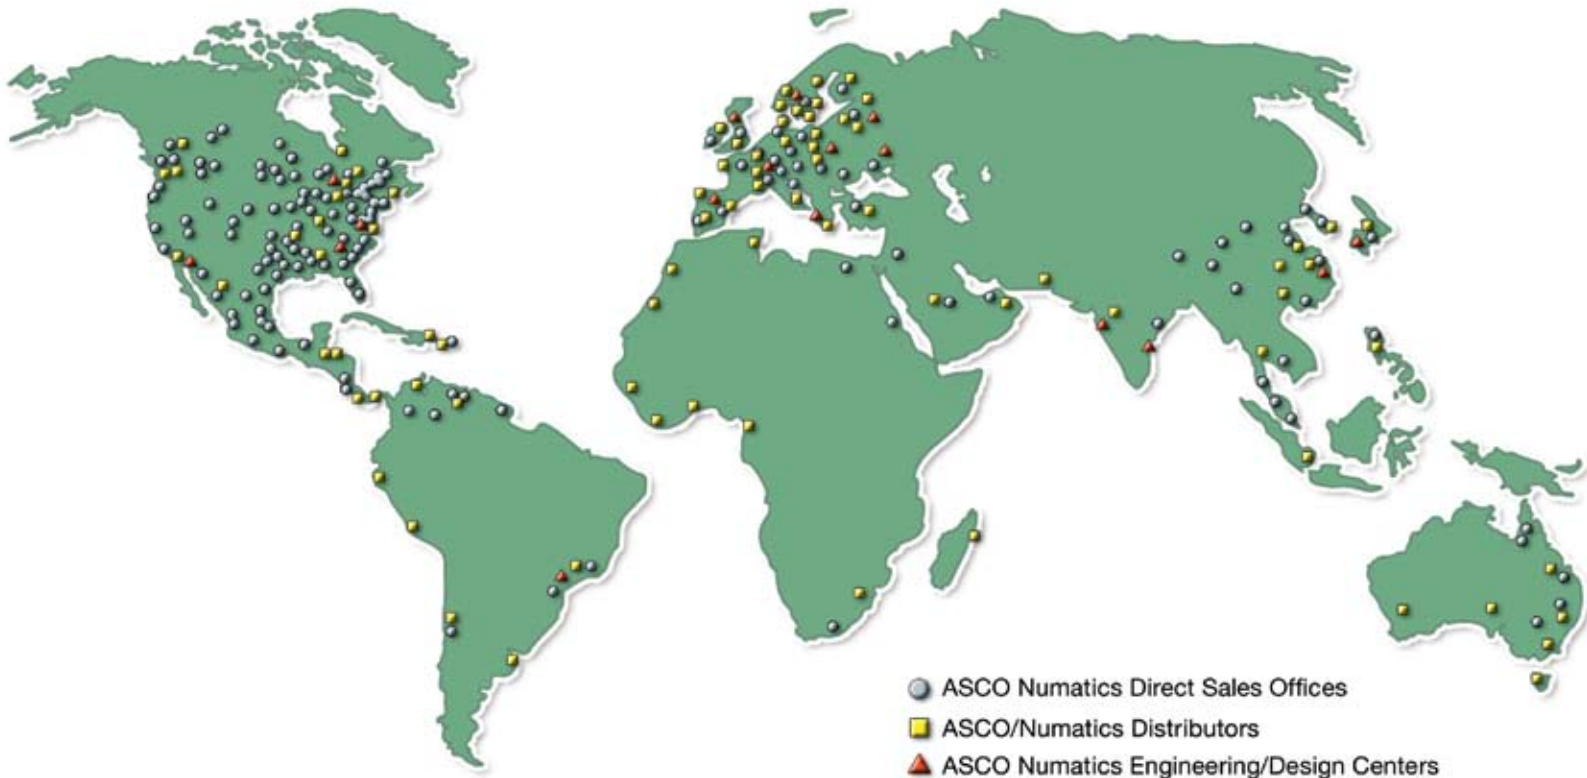 ASCO Numatics Direct Sales Offices
ASCO/Numatics Distributors
ASCO Numatics Engineering/Design Centers